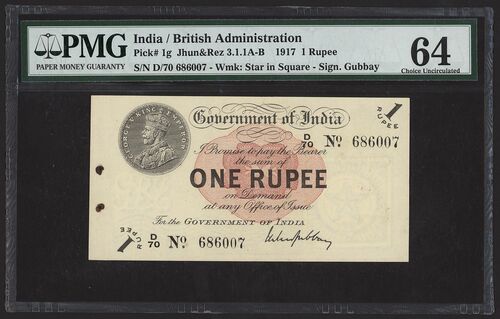 PMG
PAPER MONEY GUARANTY
India / British Administration
Pick# 1g Jhun&Rez 3.1.1A-B 1917 1 Rupee
S/N D/70 686007 - Wmk: Star in Square - Sign. Gubbay
64
Choice Uncirculated
GEORGE V KING EMPEROR
Government of India
1 RUPEE
D/70 No. 686007
I Promise to pay the Bearer
the sum of
ONE RUPEE
on Demand
at any Office of Issue
For the GOVERNMENT OF INDIA
1 RUPEE
D/70 No. 686007